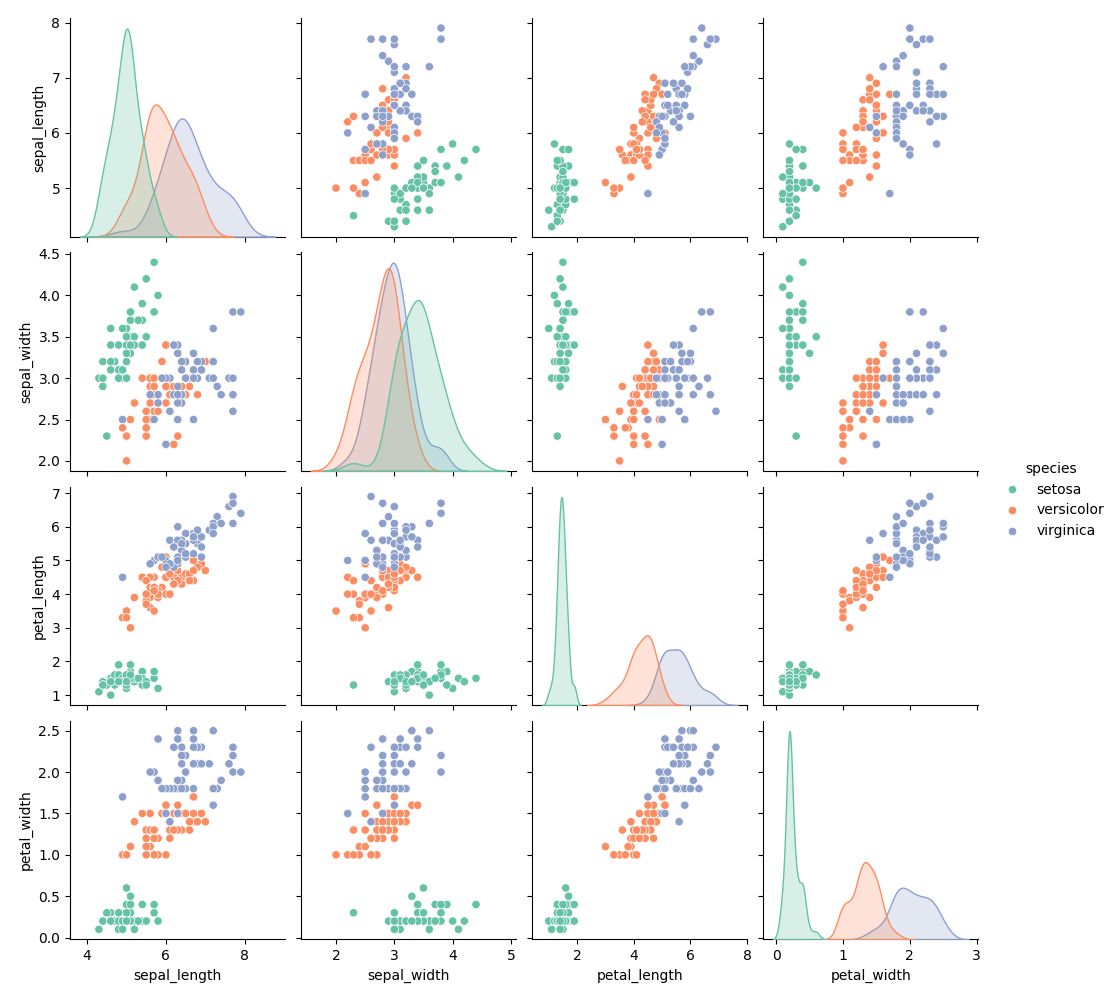 8
7
6
5
sepal_length
4.5
4.0
3.5
3.0
2.5
2.0
sepal_width
species
setosa
versicolor
virginica
7
6
5
4
3
2
1
petal_length
2.5
2.0
1.5
1.0
0.5
0.0
petal_width
4 6 8
2 3 4 5
2 4 6 8
0 1 2 3
sepal_length
sepal_width
petal_length
petal_width